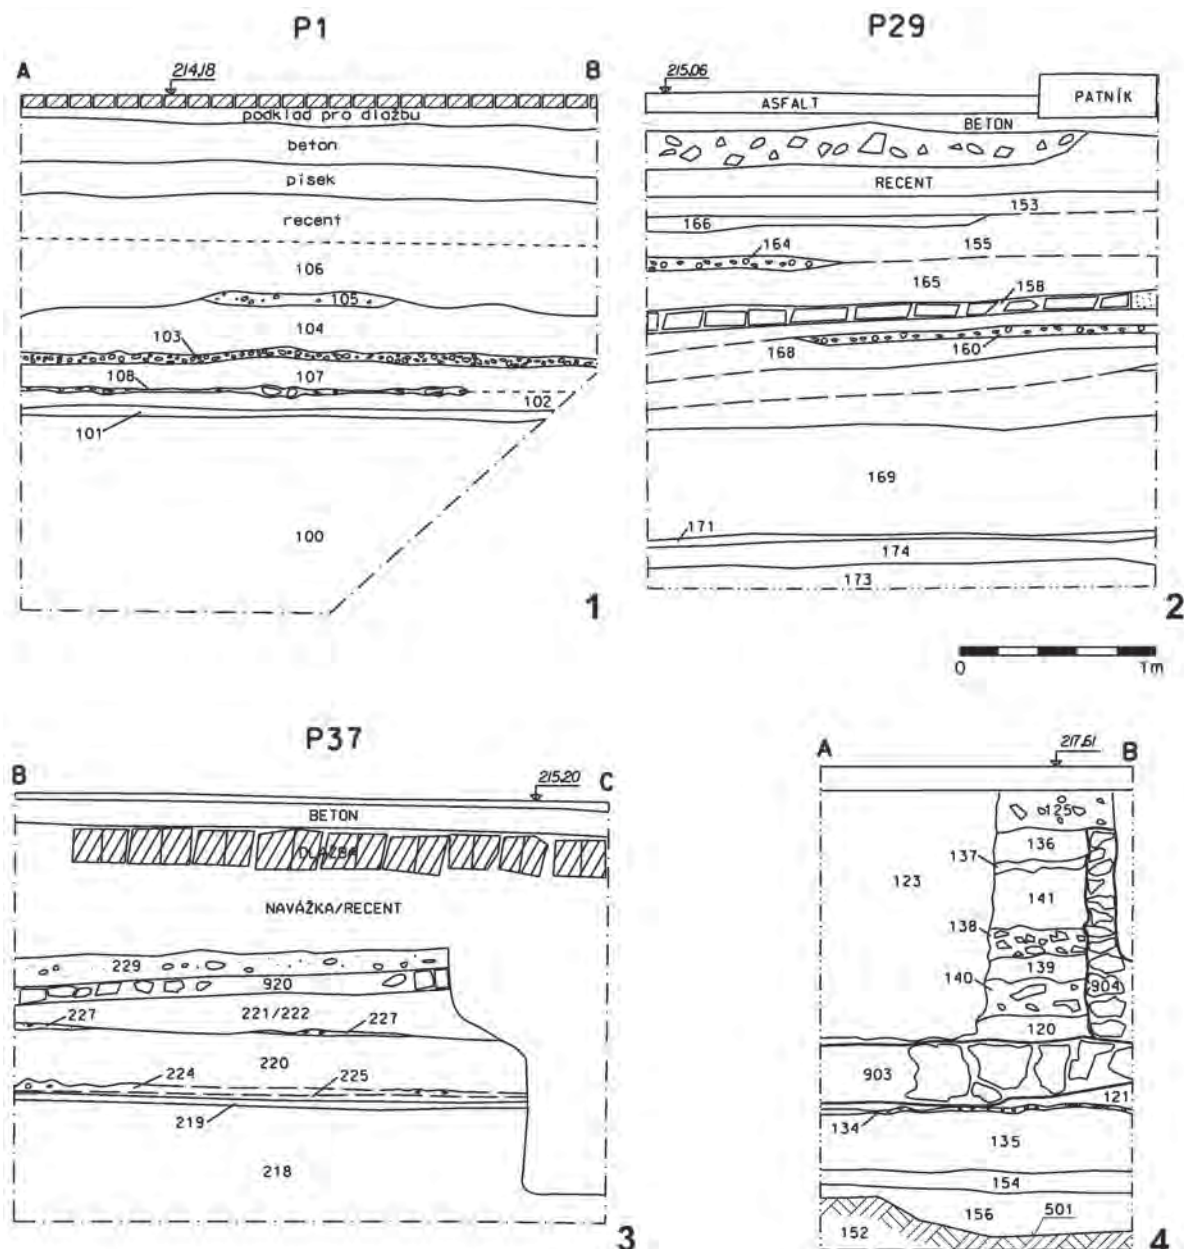 P1
A
214,18
B
podklad pro dlažbu
beton
písek
recent
106
105
104
103
108
107
102
101
100
1
P29
215.06
ASFALT
PATNÍK
BETON
RECENT
153
166
164
155
165
158
168
160
169
171
174
173
2
0
1m
P37
B
215.20
C
BETON
DLAŽBA
NAVÁŽKA/RECENT
229
920
221/222
227
227
220
224
225
219
218
3
A
217.61
B
125
136
137
123
141
138
139
140
904
120
903
121
134
135
154
156
501
152
4